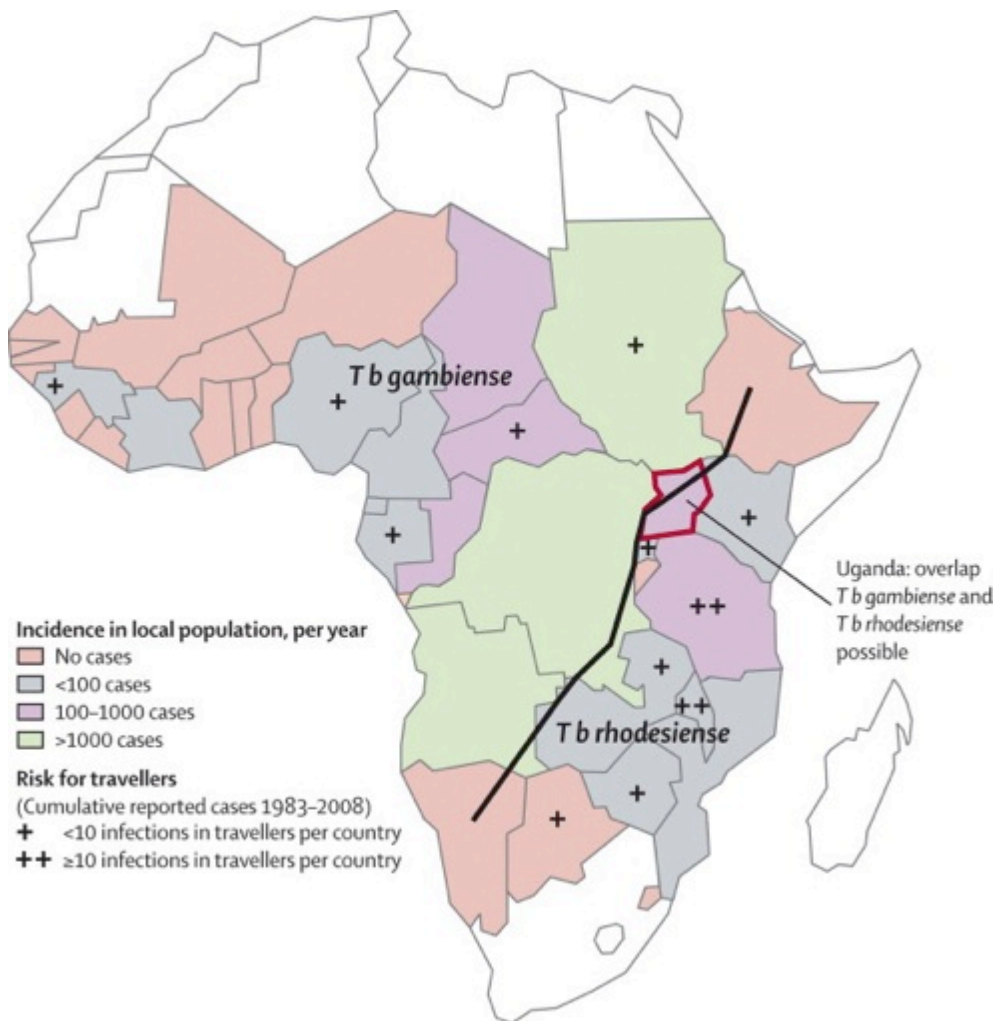 +
T b gambiense
+
+
+
+
+
+
Uganda: overlap
T b gambiense and
T b rhodesiense
possible
++
+
++
T b rhodesiense
+
+
Incidence in local population, per year
No cases
<100 cases
100–1000 cases
>1000 cases
Risk for travellers
(Cumulative reported cases 1983–2008)
+ <10 infections in travellers per country
++ ≥10 infections in travellers per country